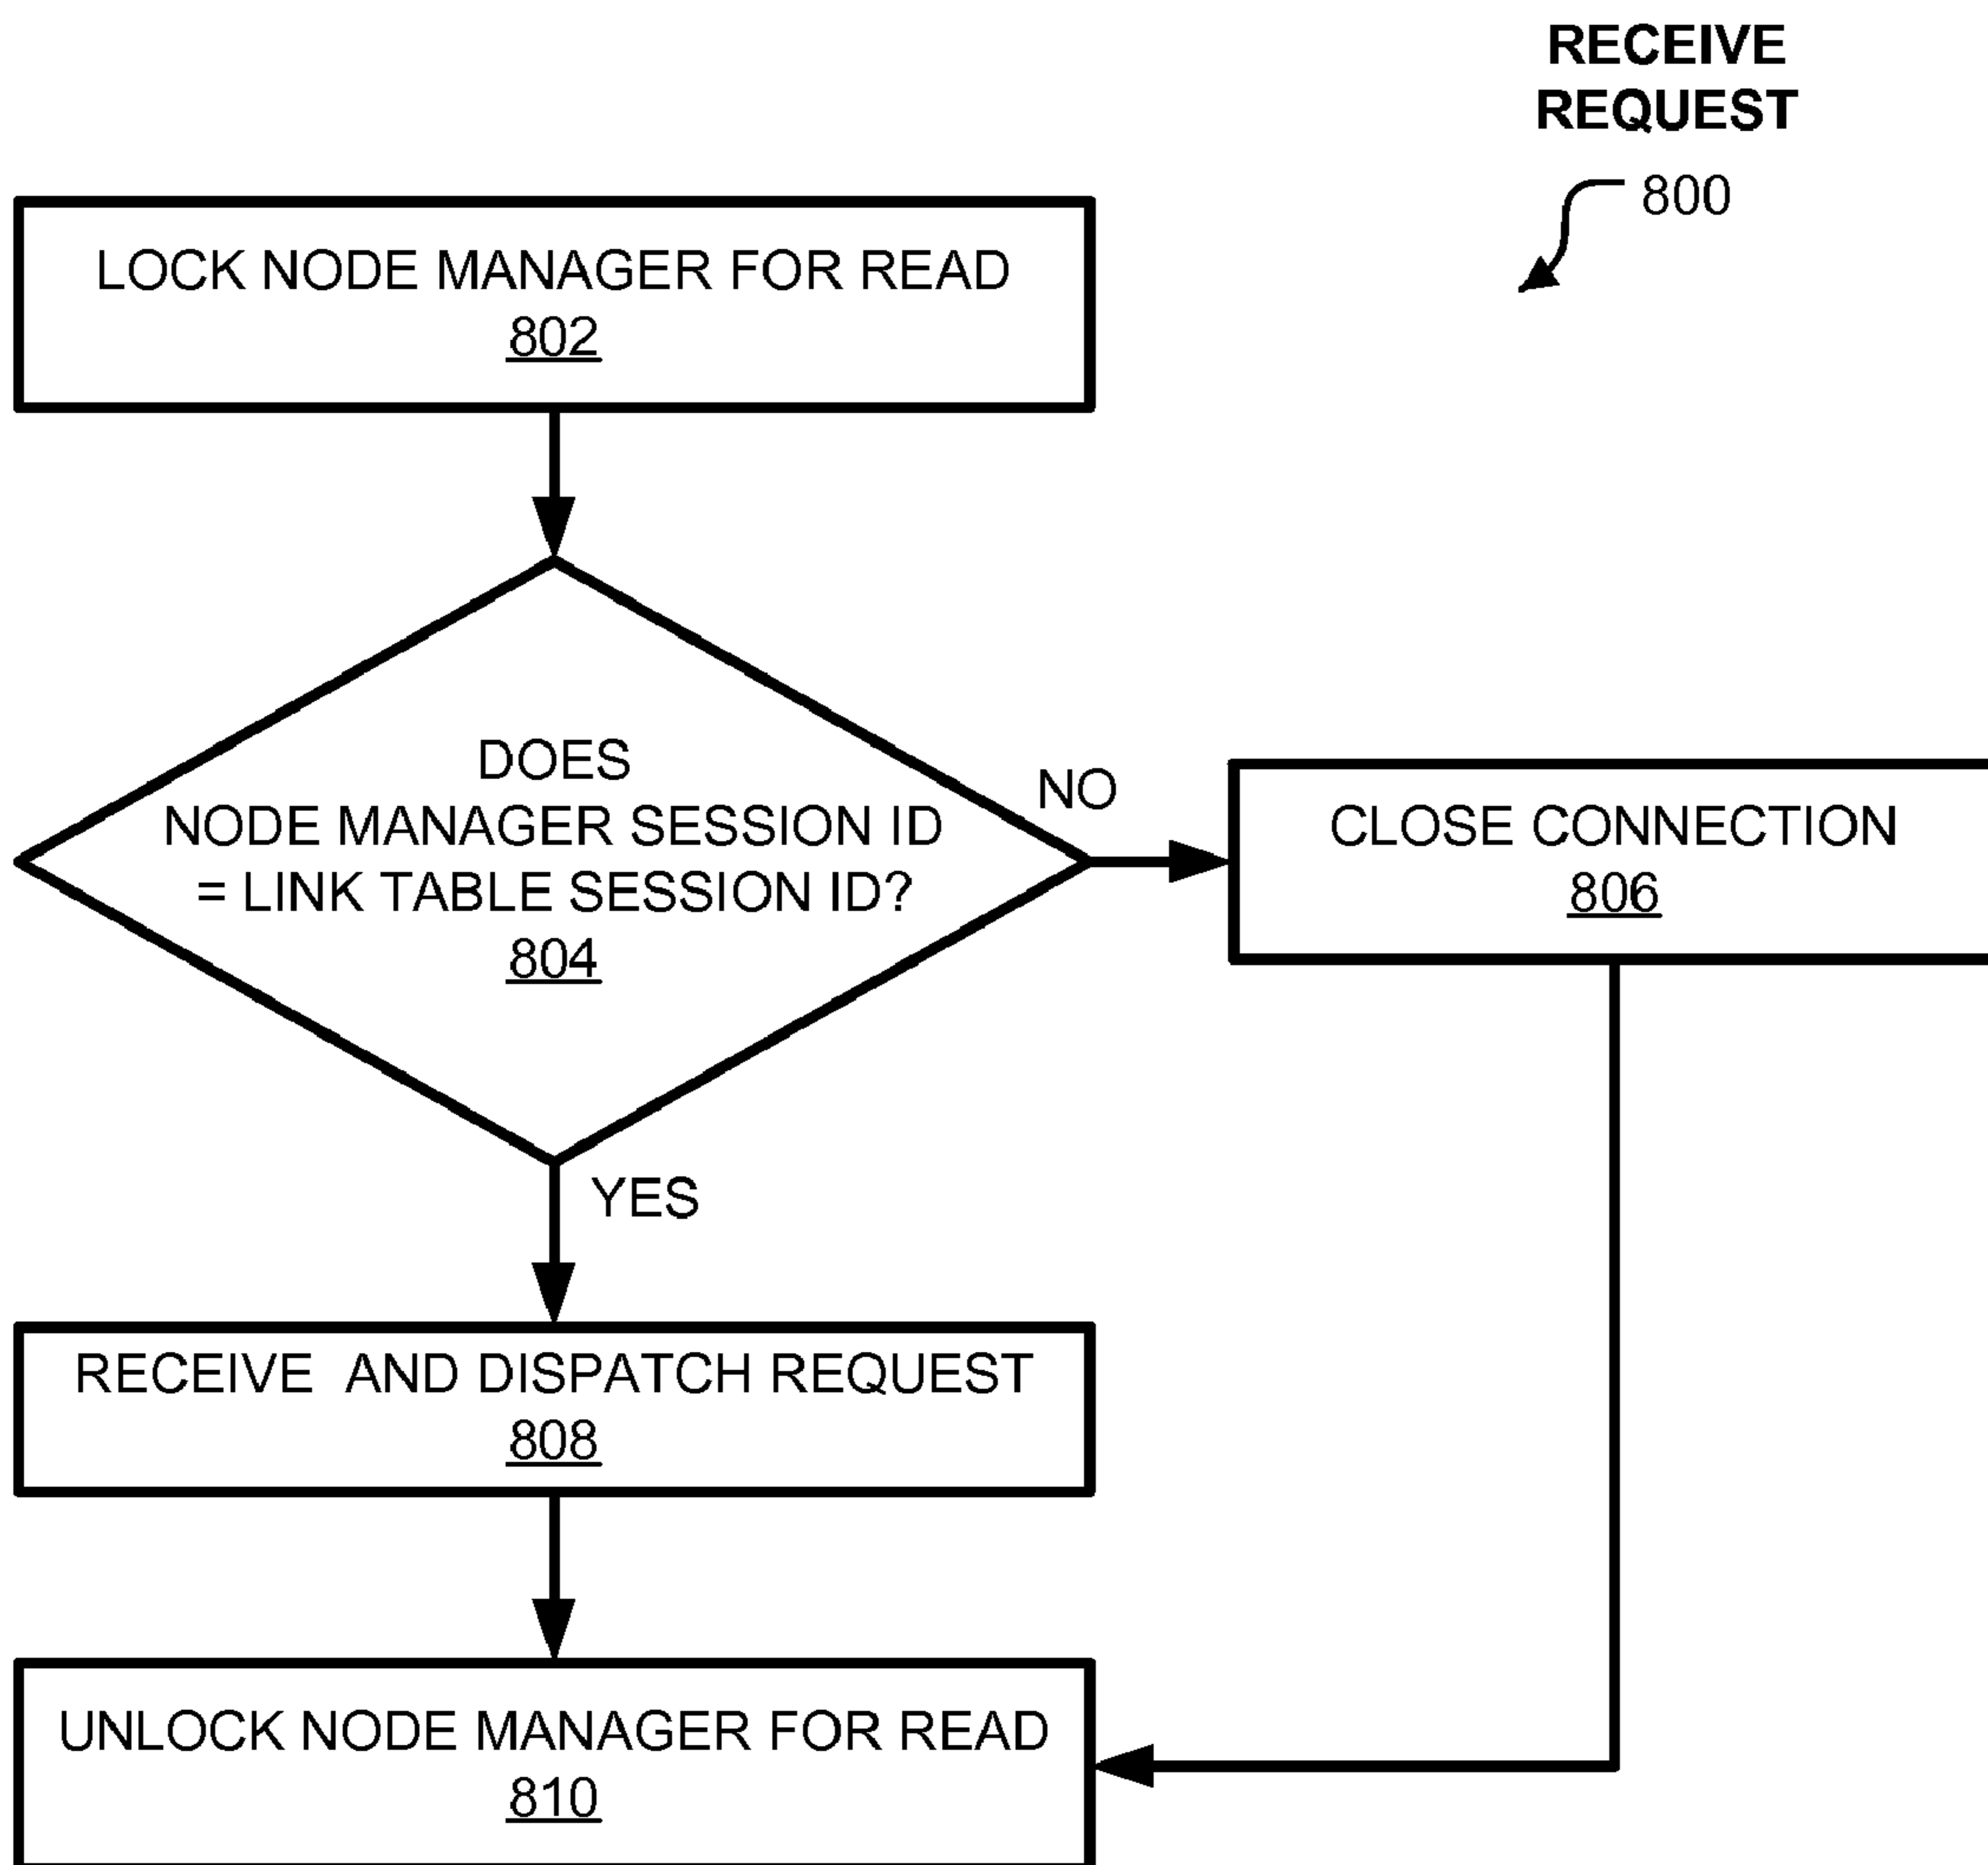 RECEIVE
REQUEST
800
LOCK NODE MANAGER FOR READ
802
DOES
NODE MANAGER SESSION ID
= LINK TABLE SESSION ID?
804
NO
CLOSE CONNECTION
806
YES
RECEIVE AND DISPATCH REQUEST
808
UNLOCK NODE MANAGER FOR READ
810